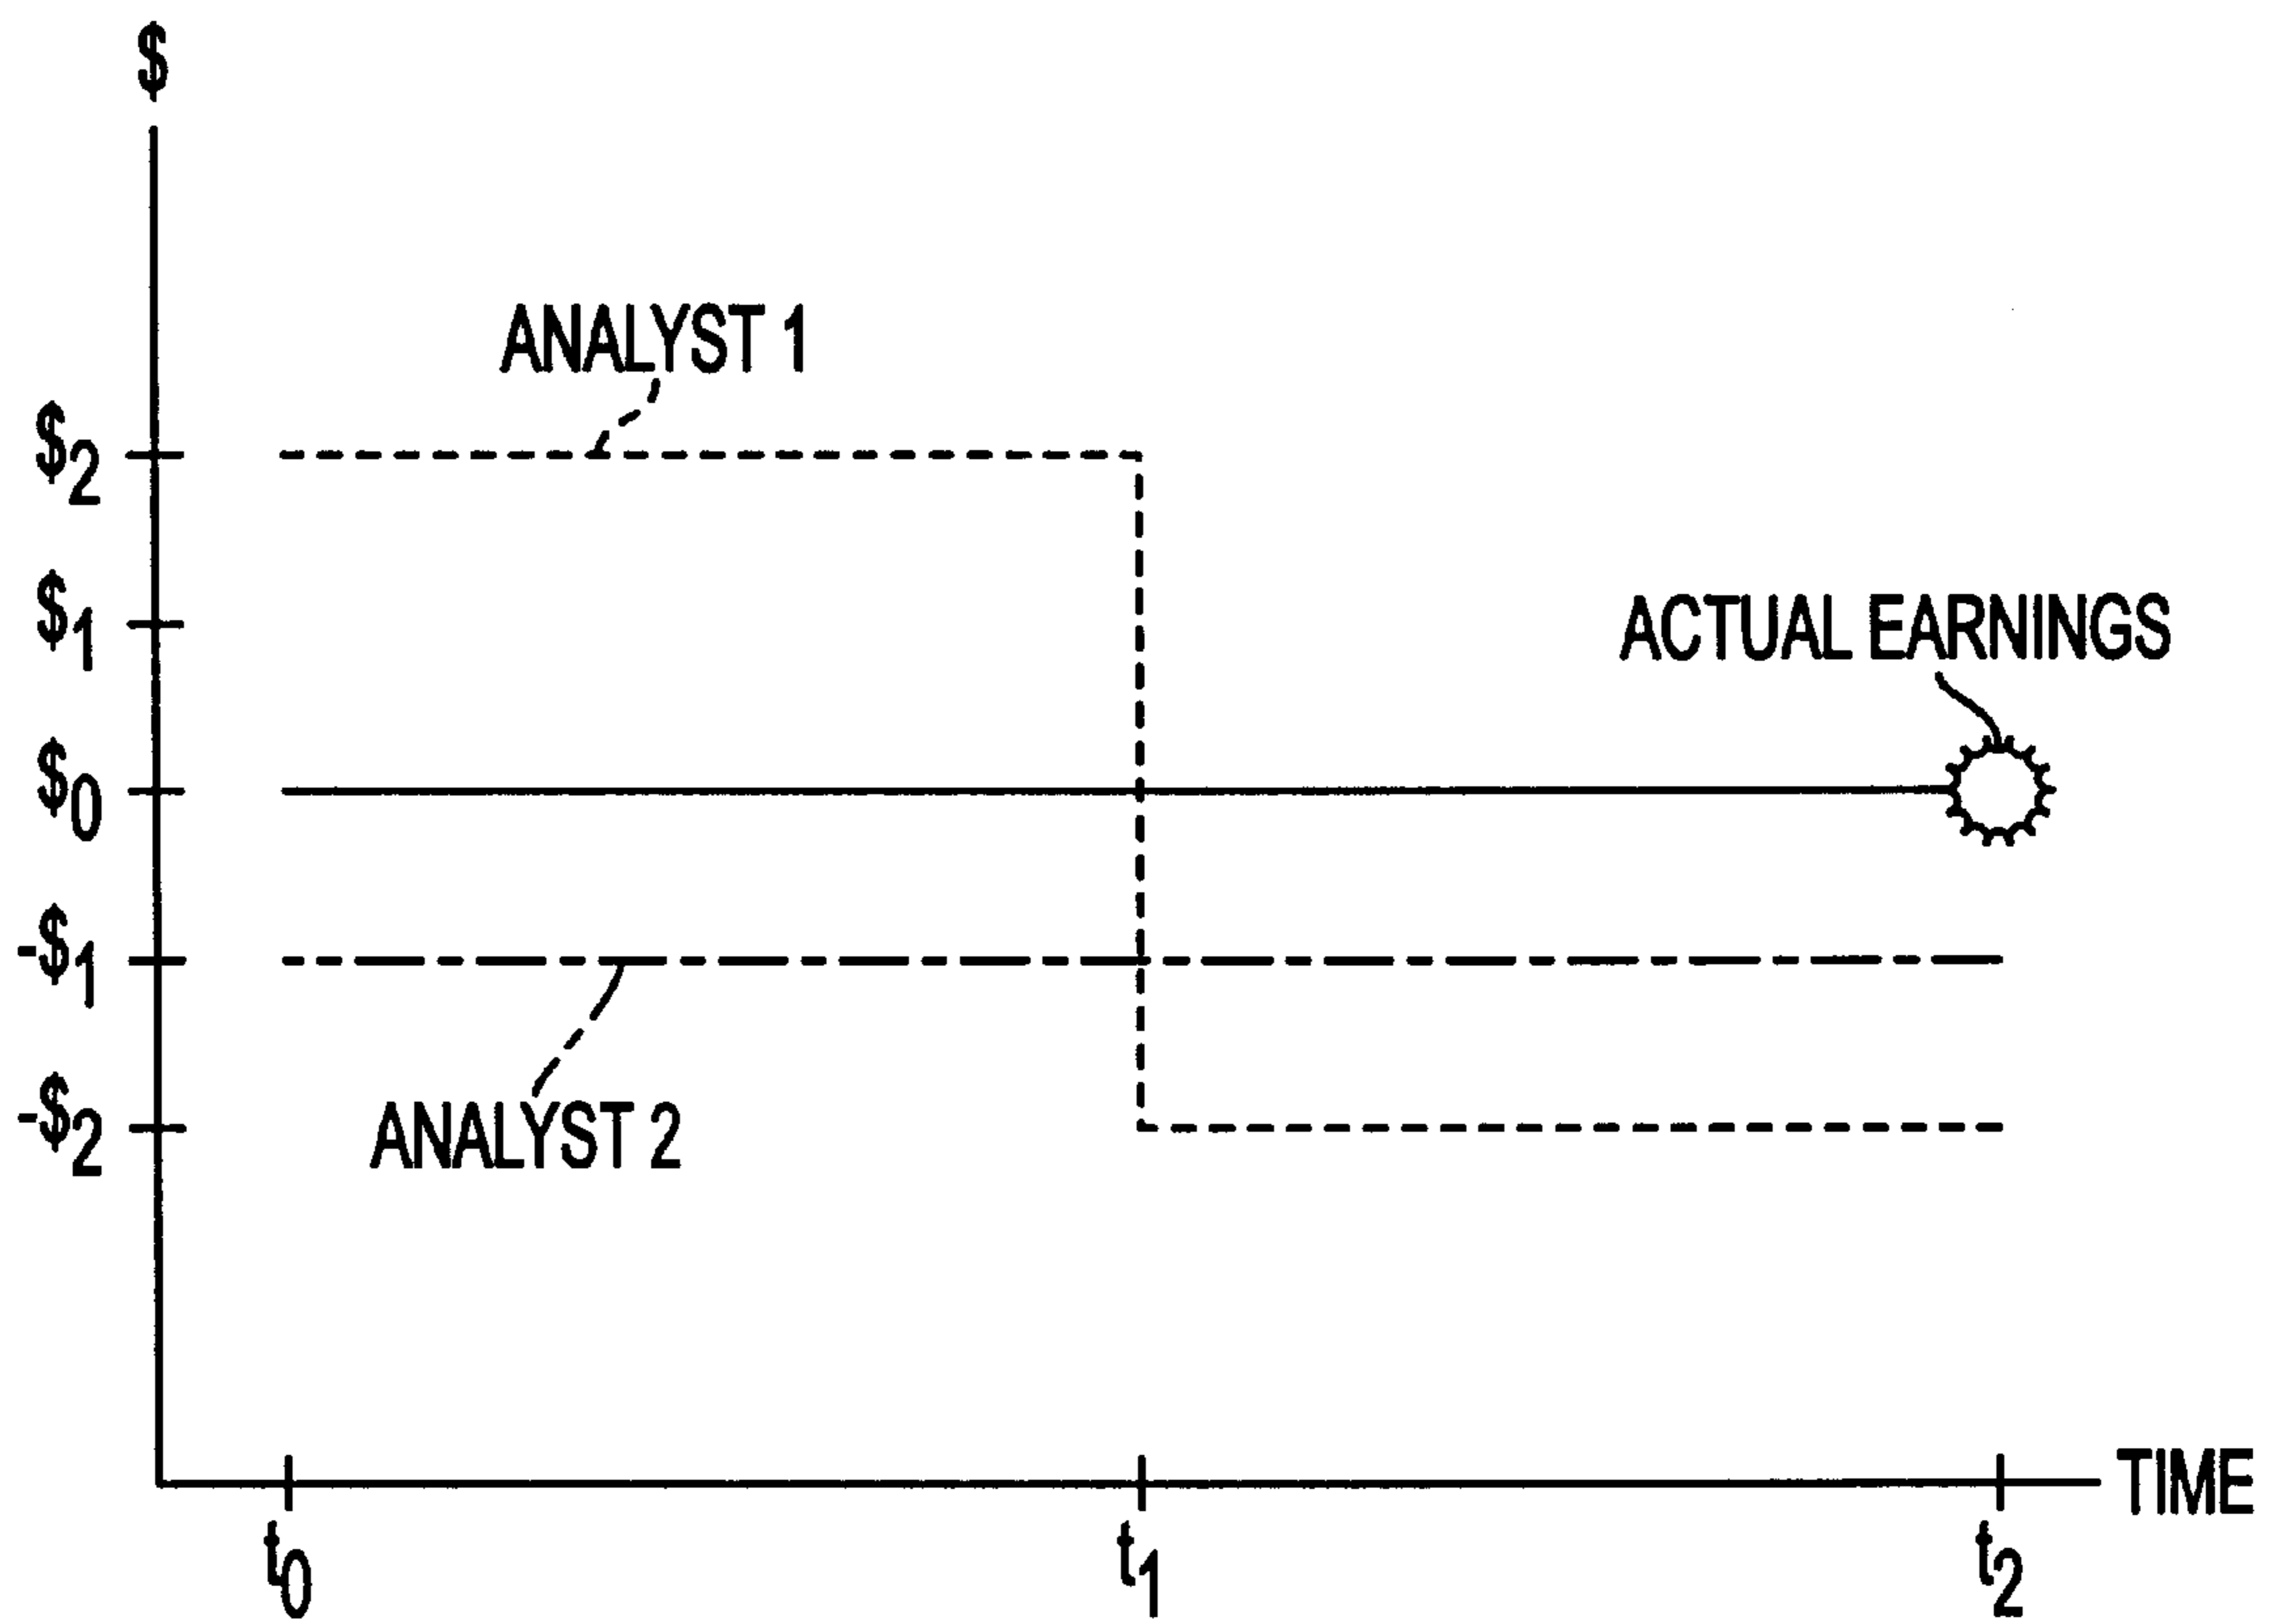 $
ANALYST 1
$2
$1
ACTUAL EARNINGS
$0
-$1
ANALYST 2
-$2
TIME
t0 t1 t2